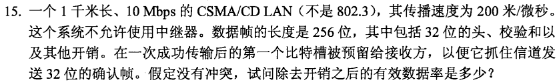 15. 一个 1 千米长、10 Mbps 的 CSMA/CD LAN（不是 802.3），其传播速度为 200 米/微秒。
这个系统不允许使用中继器。数据帧的长度是 256 位，其中包括 32 位的头、校验和以
及其他开销。在一次成功传输后的第一个比特槽被预留给接收方，以便它抓住信道发
送 32 位的确认帧。假定没有冲突，试问除去开销之后的有效数据率是多少？